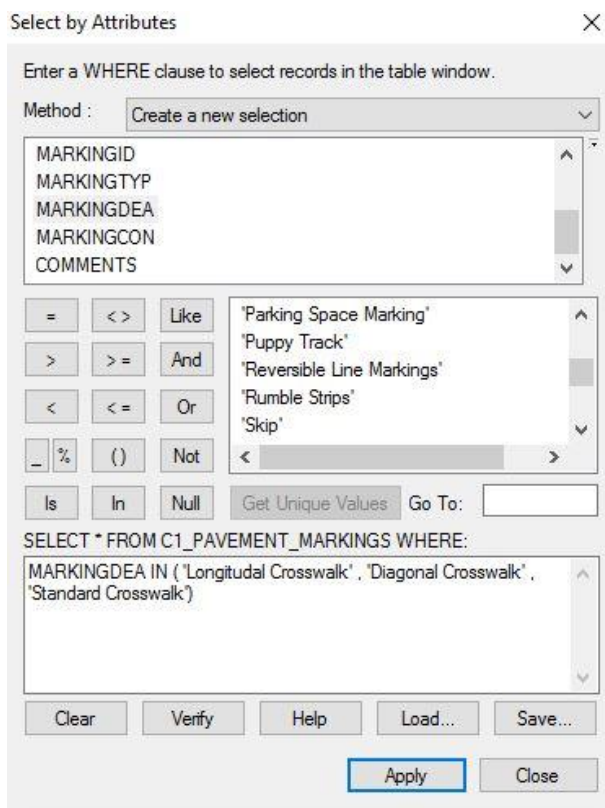 Select by Attributes
Enter a WHERE clause to select records in the table window.
Method : Create a new selection
MARKINGID
MARKINGTYP
MARKINGDEA
MARKINGCON
COMMENTS
= < > Like
> > = And
< < = Or
_ % ( ) Not
Is In Null
'Parking Space Marking'
'Puppy Track'
'Reversible Line Markings'
'Rumble Strips'
'Skip'
Get Unique Values Go To:
SELECT * FROM C1_PAVEMENT_MARKINGS WHERE:
MARKINGDEA IN ( 'Longitudal Crosswalk' , 'Diagonal Crosswalk' ,
'Standard Crosswalk')
Clear Verify Help Load... Save...
Apply Close